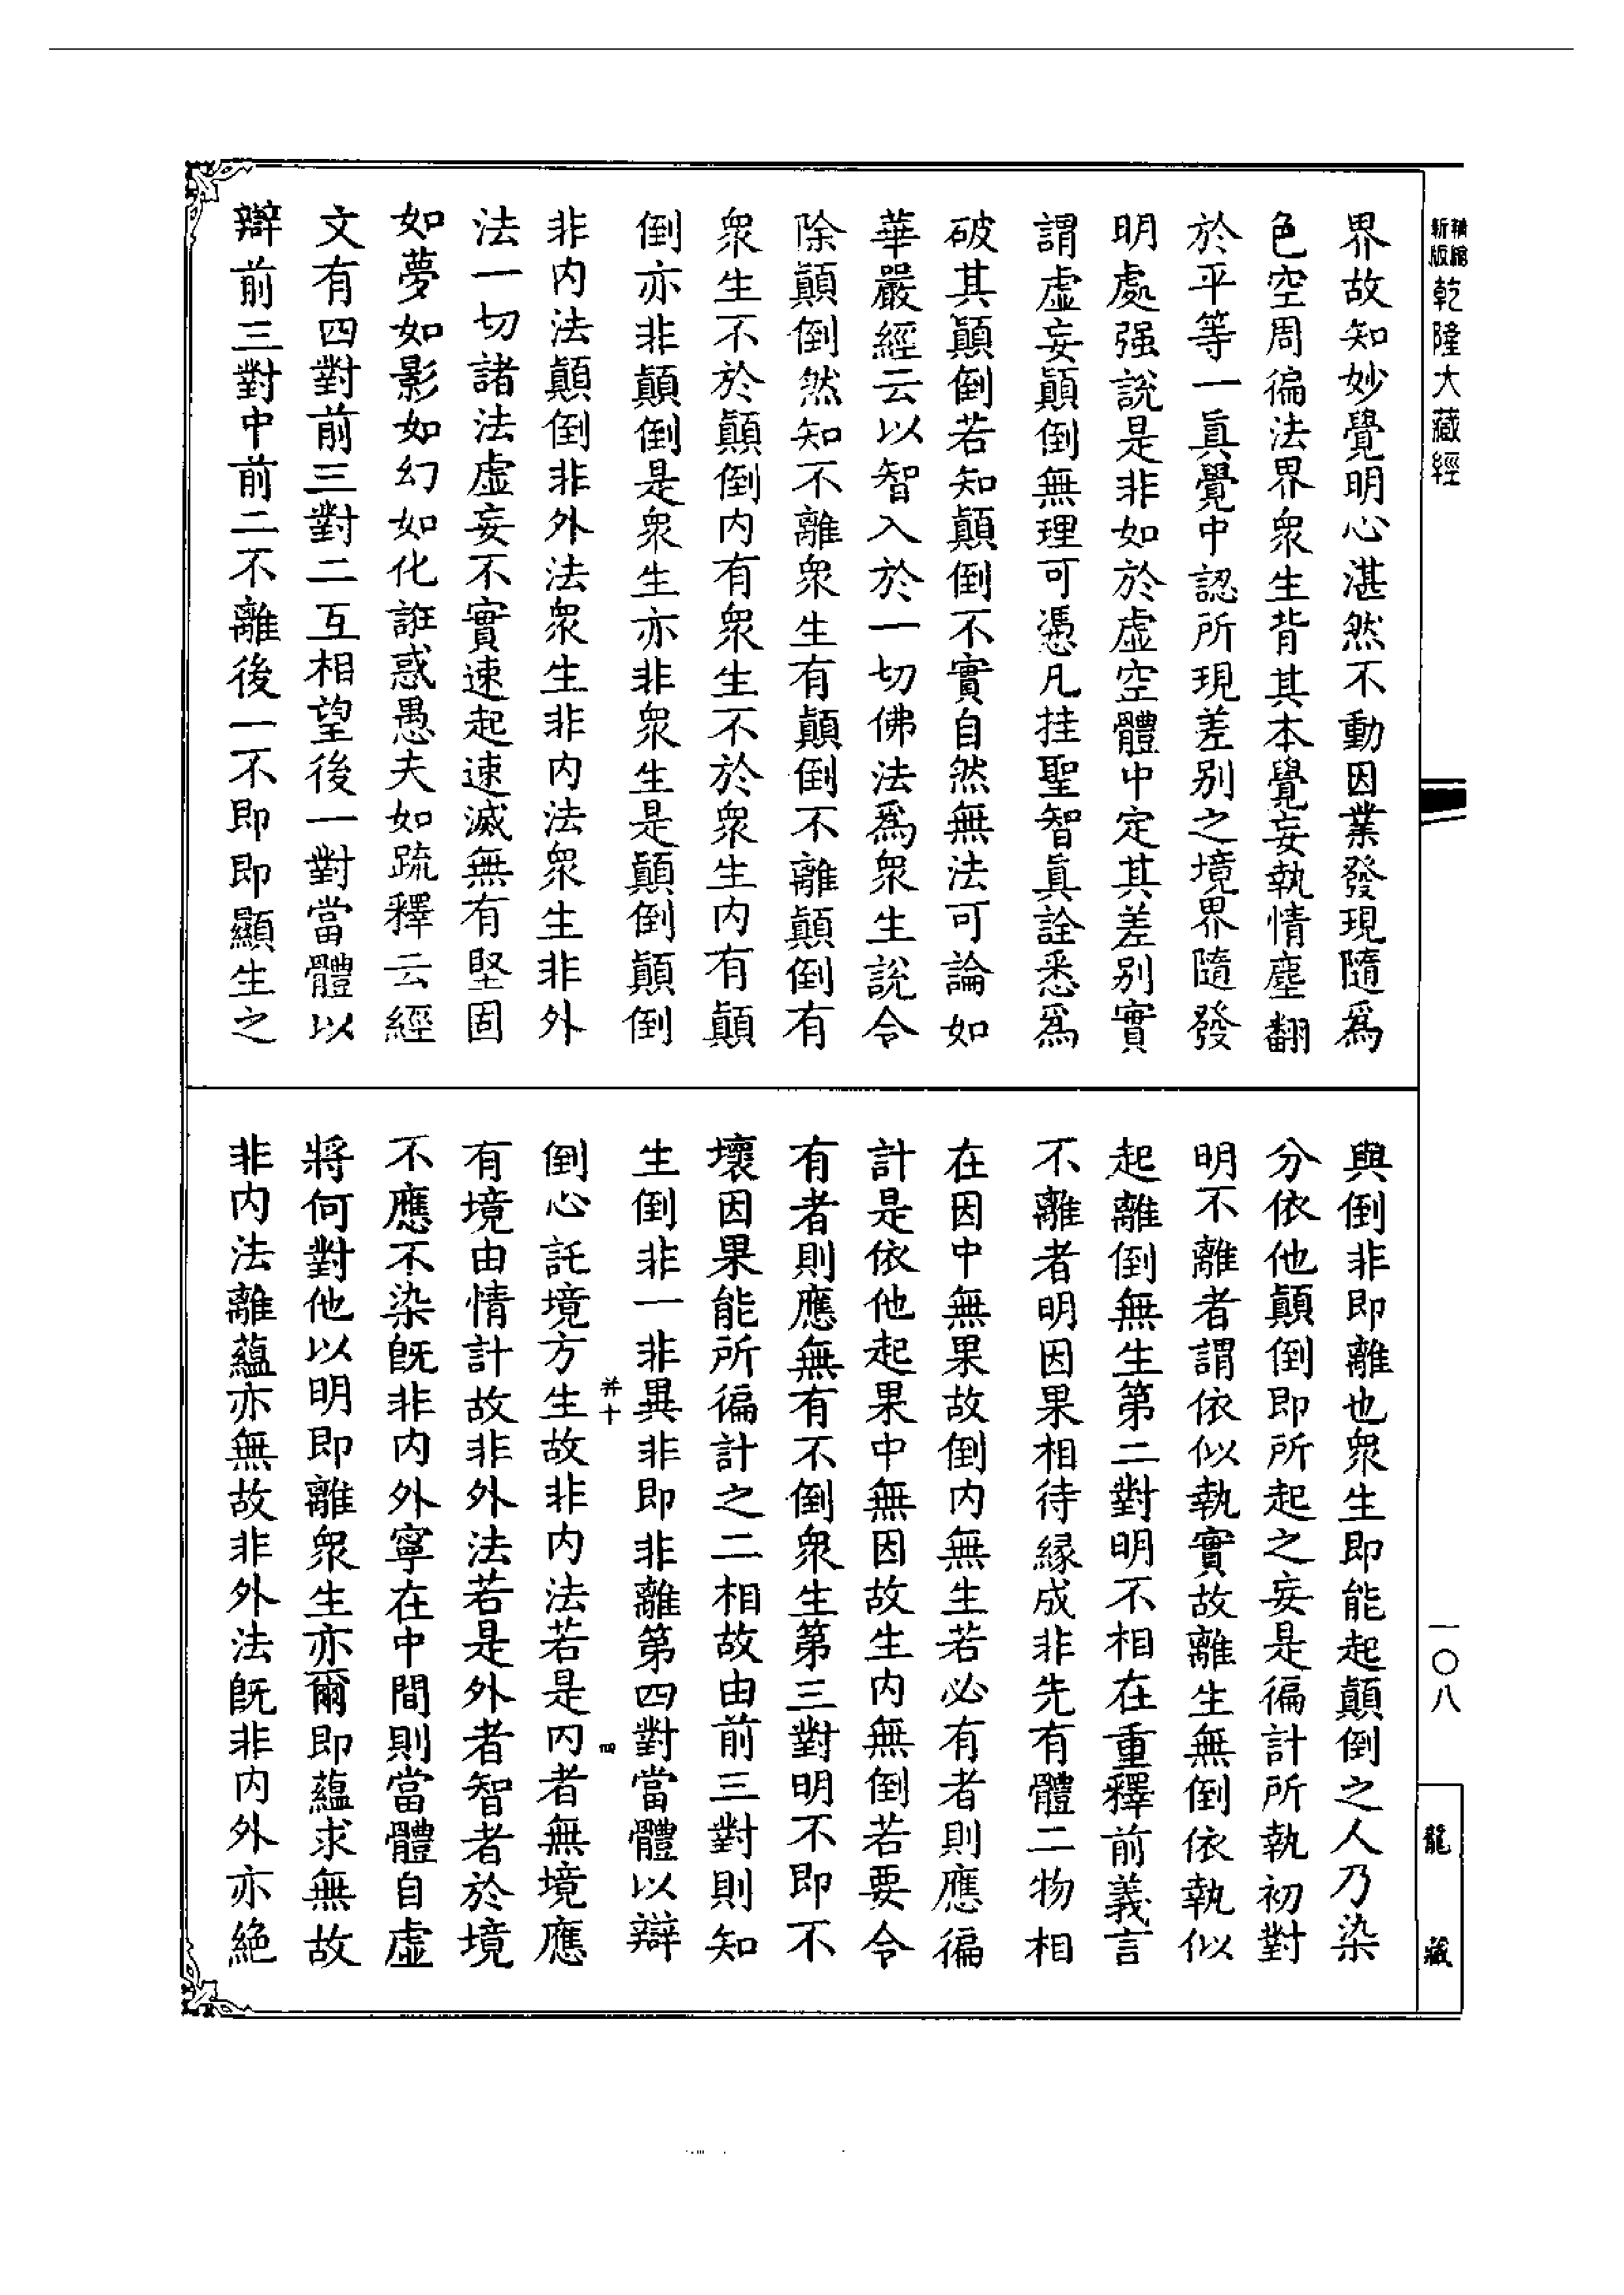 新版
精縮
乾隆大藏經
一〇八
龍藏
界故知妙覺明心湛然不動因業發現隨爲
色空周徧法界衆生背其本覺妄執情塵翻
於平等一真覺中認所現差別之境界隨發
明處强說是非如於虛空體中定其差別實
謂虛妄顛倒無理可憑凡挂聖智真詮悉爲
破其顛倒若知顛倒不實自然無法可論如
華嚴經云以智入於一切佛法爲衆生說令
除顛倒然知不離衆生有顛倒不離顛倒有
衆生不於顛倒内有衆生不於衆生内有顛
倒亦非顛倒是衆生亦非衆生是顛倒顛倒
非内法顛倒非外法衆生非内法衆生非外
法一切諸法虛妄不實速起速滅無有堅固
如夢如影如幻如化誑惑愚夫如疏釋云經
文有四對前三對二互相望後一對當體以
辯前三對中前二不離後一不即即顯生之
與倒非即離也衆生即能起顛倒之人乃染
分依他顛倒即所起之妄是徧計所執初對
明不離者謂依似執實故離生無倒依執似
起離倒無生第二對明不相在重釋前義言
不離者明因果相待緣成非先有體二物相
在因中無果故倒内無生若必有者則應徧
計是依他起果中無因故生内無倒若要令
有者則應無有不倒衆生第三對明不即不
壞因果能所徧計之二相故由前三對則知
生倒非一非異非即非離第四對當體以辯
并十
四
倒心託境方生故非内法若是内者無境應
有境由情計故非外法若是外者智者於境
不應不染旣非内外寧在中間則當體自虛
將何對他以明即離衆生亦爾即蘊求無故
非内法離蘊亦無故非外法旣非内外亦絶